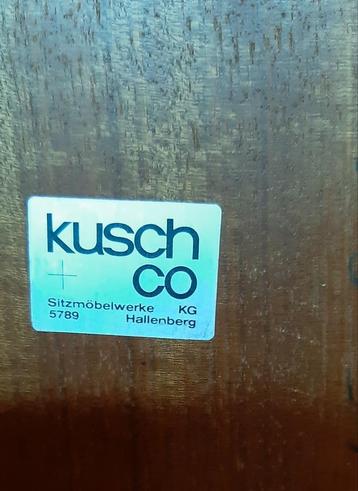 kusch
+ co
Sitzmöbelwerke KG
5789 Hallenberg